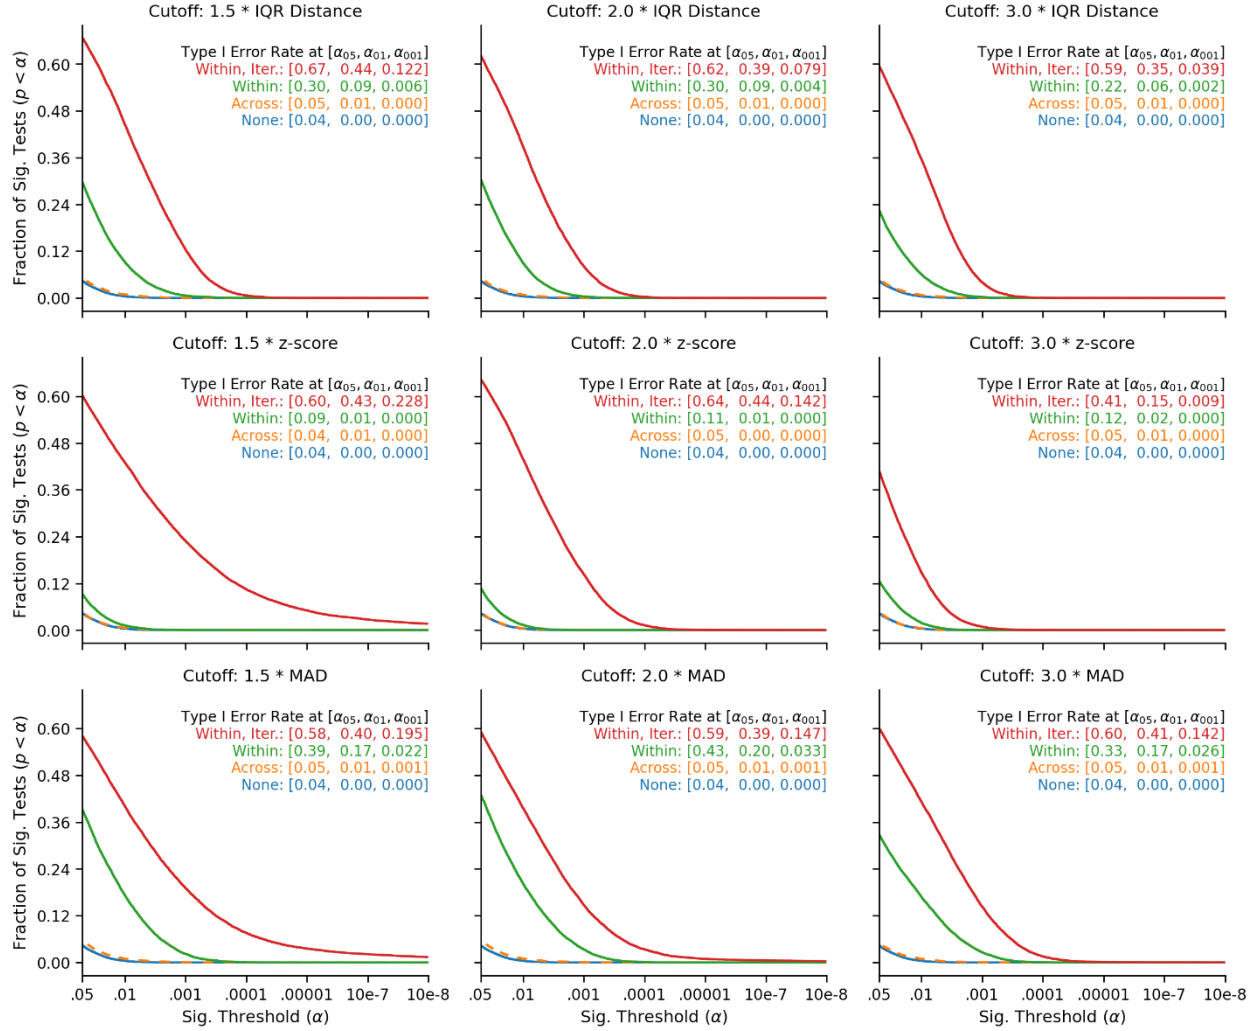 Cutoff: 1.5 * IQR Distance
Fraction of Sig. Tests (p < α)
0.60
0.48
0.36
0.24
0.12
0.00
Type I Error Rate at [α05, α01, α001]
Within, Iter.: [0.67, 0.44, 0.122]
Within: [0.30, 0.09, 0.006]
Across: [0.05, 0.01, 0.000]
None: [0.04, 0.00, 0.000]
Cutoff: 2.0 * IQR Distance
Type I Error Rate at [α05, α01, α001]
Within, Iter.: [0.62, 0.39, 0.079]
Within: [0.30, 0.09, 0.004]
Across: [0.05, 0.01, 0.000]
None: [0.04, 0.00, 0.000]
Cutoff: 3.0 * IQR Distance
Type I Error Rate at [α05, α01, α001]
Within, Iter.: [0.59, 0.35, 0.039]
Within: [0.22, 0.06, 0.002]
Across: [0.05, 0.01, 0.000]
None: [0.04, 0.00, 0.000]
Cutoff: 1.5 * z-score
Fraction of Sig. Tests (p < α)
0.60
0.48
0.36
0.24
0.12
0.00
Type I Error Rate at [α05, α01, α001]
Within, Iter.: [0.60, 0.43, 0.228]
Within: [0.09, 0.01, 0.000]
Across: [0.04, 0.01, 0.000]
None: [0.04, 0.00, 0.000]
Cutoff: 2.0 * z-score
Type I Error Rate at [α05, α01, α001]
Within, Iter.: [0.64, 0.44, 0.142]
Within: [0.11, 0.01, 0.000]
Across: [0.05, 0.00, 0.000]
None: [0.04, 0.00, 0.000]
Cutoff: 3.0 * z-score
Type I Error Rate at [α05, α01, α001]
Within, Iter.: [0.41, 0.15, 0.009]
Within: [0.12, 0.02, 0.000]
Across: [0.05, 0.01, 0.000]
None: [0.04, 0.00, 0.000]
Cutoff: 1.5 * MAD
Fraction of Sig. Tests (p < α)
0.60
0.48
0.36
0.24
0.12
0.00
Type I Error Rate at [α05, α01, α001]
Within, Iter.: [0.58, 0.40, 0.195]
Within: [0.39, 0.17, 0.022]
Across: [0.05, 0.01, 0.001]
None: [0.04, 0.00, 0.000]
.05 .01 .001 .0001 .00001 10e-7 10e-8
Sig. Threshold (α)
Cutoff: 2.0 * MAD
Type I Error Rate at [α05, α01, α001]
Within, Iter.: [0.59, 0.39, 0.147]
Within: [0.43, 0.20, 0.033]
Across: [0.05, 0.01, 0.001]
None: [0.04, 0.00, 0.000]
.05 .01 .001 .0001 .00001 10e-7 10e-8
Sig. Threshold (α)
Cutoff: 3.0 * MAD
Type I Error Rate at [α05, α01, α001]
Within, Iter.: [0.60, 0.41, 0.142]
Within: [0.33, 0.17, 0.026]
Across: [0.05, 0.01, 0.001]
None: [0.04, 0.00, 0.000]
.05 .01 .001 .0001 .00001 10e-7 10e-8
Sig. Threshold (α)